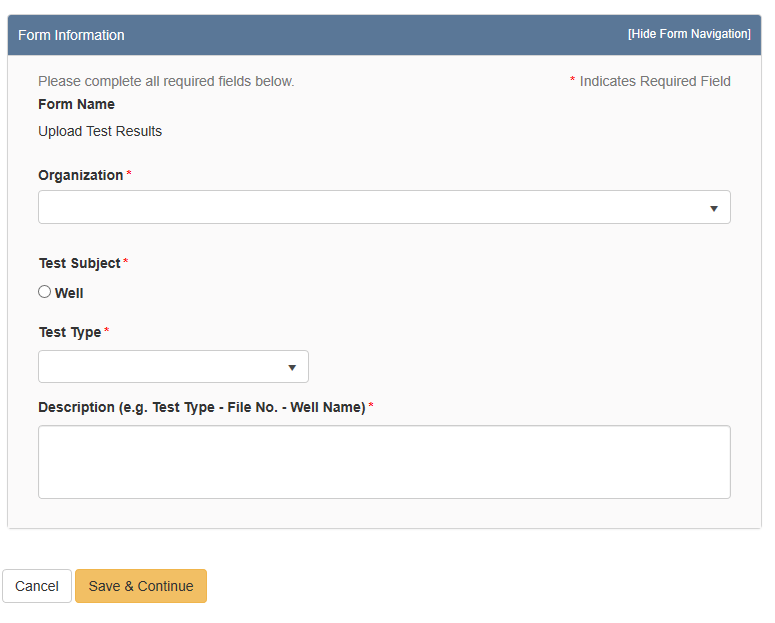 Form Information [Hide Form Navigation]
Please complete all required fields below. * Indicates Required Field
Form Name
Upload Test Results
Organization *
Test Subject *
Well
Test Type *
Description (e.g. Test Type - File No. - Well Name) *
Cancel Save & Continue